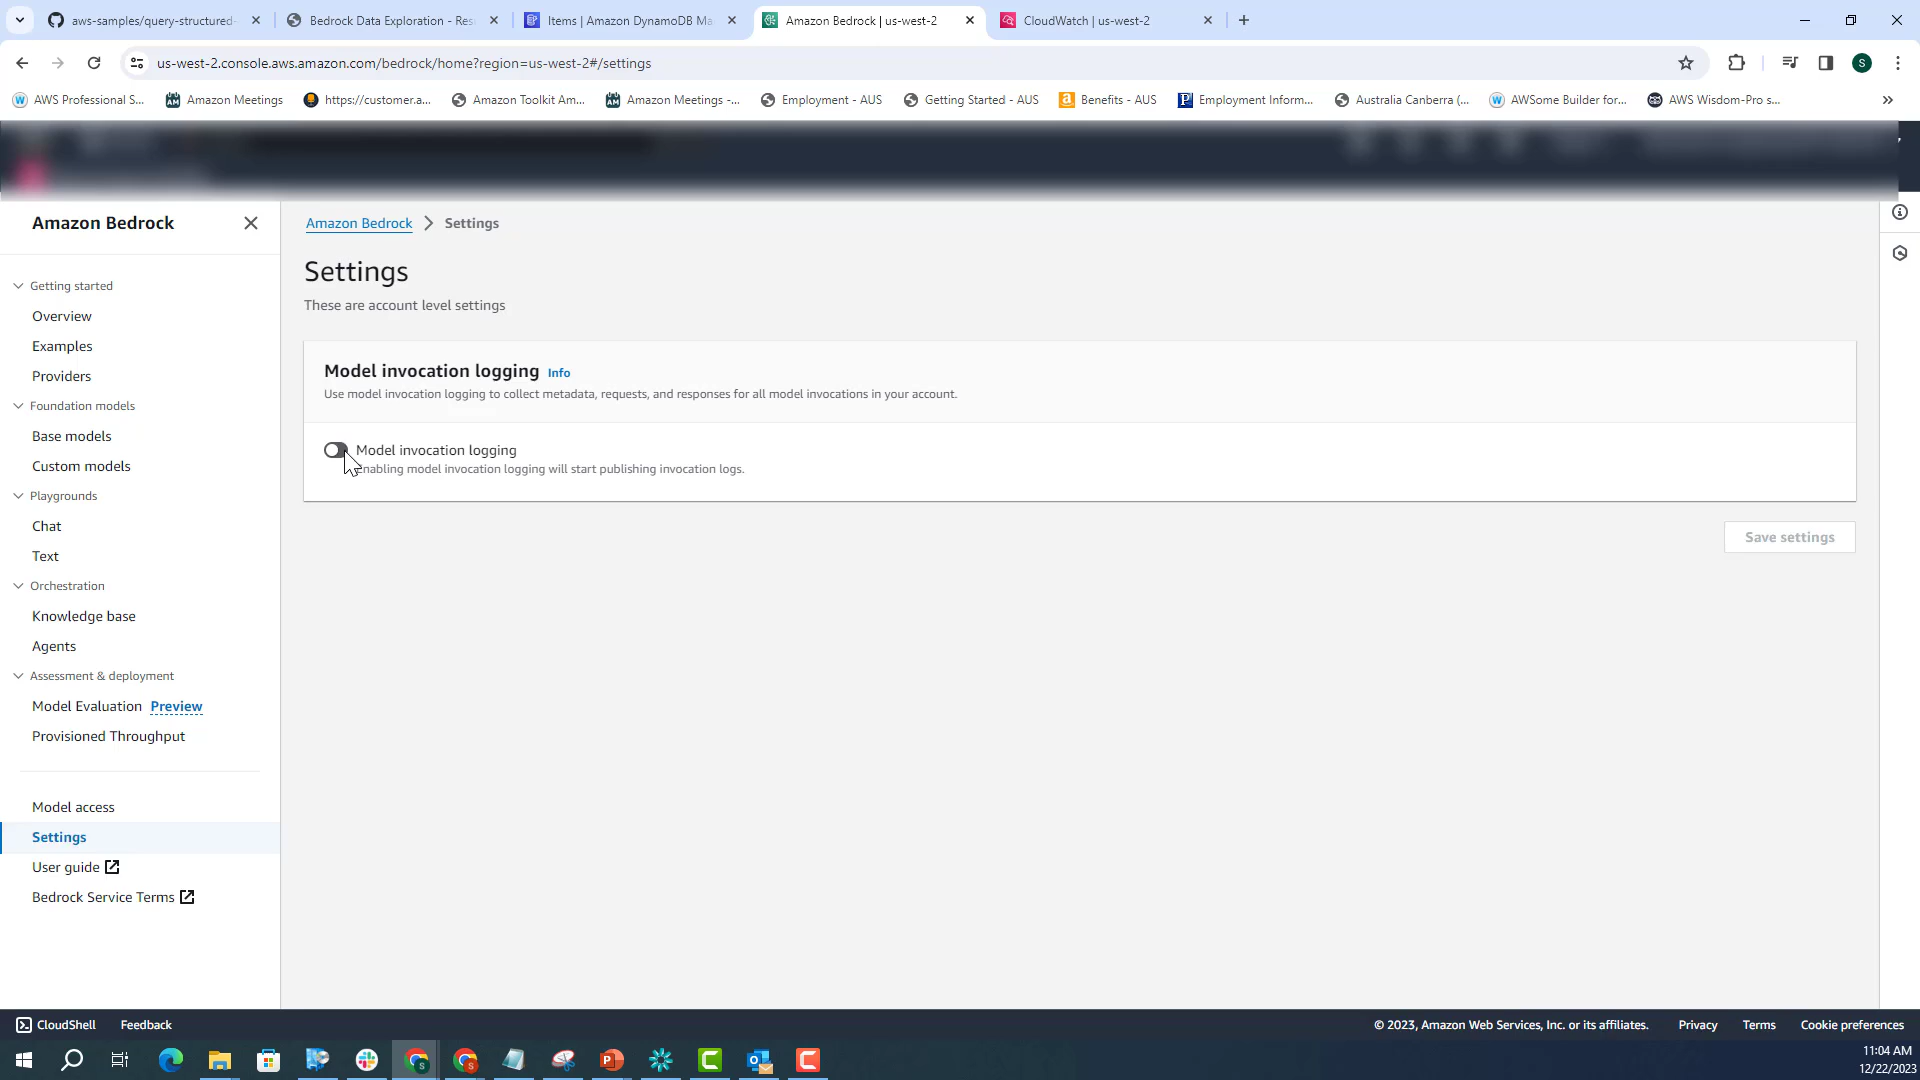 aws-samples/query-structured-
Bedrock Data Exploration - Res
Items | Amazon DynamoDB Ma
Amazon Bedrock | us-west-2
CloudWatch | us-west-2
us-west-2.console.aws.amazon.com/bedrock/home?region=us-west-2#/settings
S
AWS Professional S...
Amazon Meetings
https://customer.a...
Amazon Toolkit Am...
Amazon Meetings -...
Employment - AUS
Getting Started - AUS
Benefits - AUS
Employment Inform...
Australia Canberra (...
AWSome Builder for...
AWS Wisdom-Pro s...
Amazon Bedrock
Getting started
Overview
Examples
Providers
Foundation models
Base models
Custom models
Playgrounds
Chat
Text
Orchestration
Knowledge base
Agents
Assessment & deployment
Model Evaluation Preview
Provisioned Throughput
Model access
Settings
User guide
Bedrock Service Terms
Amazon Bedrock > Settings
Settings
These are account level settings
Model invocation logging Info
Use model invocation logging to collect metadata, requests, and responses for all model invocations in your account.
Model invocation logging
Enabling model invocation logging will start publishing invocation logs.
Save settings
CloudShell
Feedback
© 2023, Amazon Web Services, Inc. or its affiliates.
Privacy
Terms
Cookie preferences
11:04 AM
12/22/2023